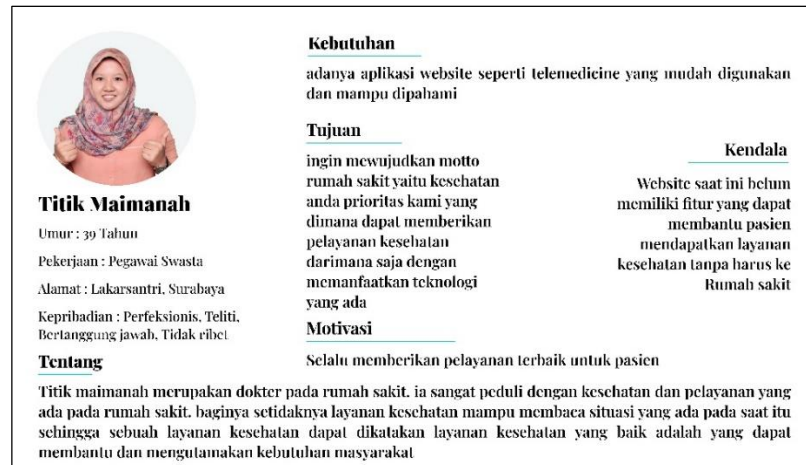 Titik Maimanah
Umur : 39 Tahun
Pekerjaan : Pegawai Swasta
Alamat : Lakarsantri, Surabaya
Kepribadian : Perfeksionis, Teliti,
Bertanggung jawab, Tidak ribet
Kebutuhan
adanya aplikasi website seperti telemedicine yang mudah digunakan
dan mampu dipahami
Tujuan
ingin mewujudkan motto
rumah sakit yaitu kesehatan
anda prioritas kami yang
dimana dapat memberikan
pelayanan kesehatan
darimana saja dengan
memanfaatkan teknologi
yang ada
Kendala
Website saat ini belum
memiliki fitur yang dapat
membantu pasien
mendapatkan layanan
kesehatan tanpa harus ke
Rumah sakit
Motivasi
Selalu memberikan pelayanan terbaik untuk pasien
Tentang
Titik maimanah merupakan dokter pada rumah sakit. ia sangat peduli dengan kesehatan dan pelayanan yang
ada pada rumah sakit. baginya setidaknya layanan kesehatan mampu membaca situasi yang ada pada saat itu
sehingga sebuah layanan kesehatan dapat dikatakan layanan kesehatan yang baik adalah yang dapat
membantu dan mengutamakan kebutuhan masyarakat